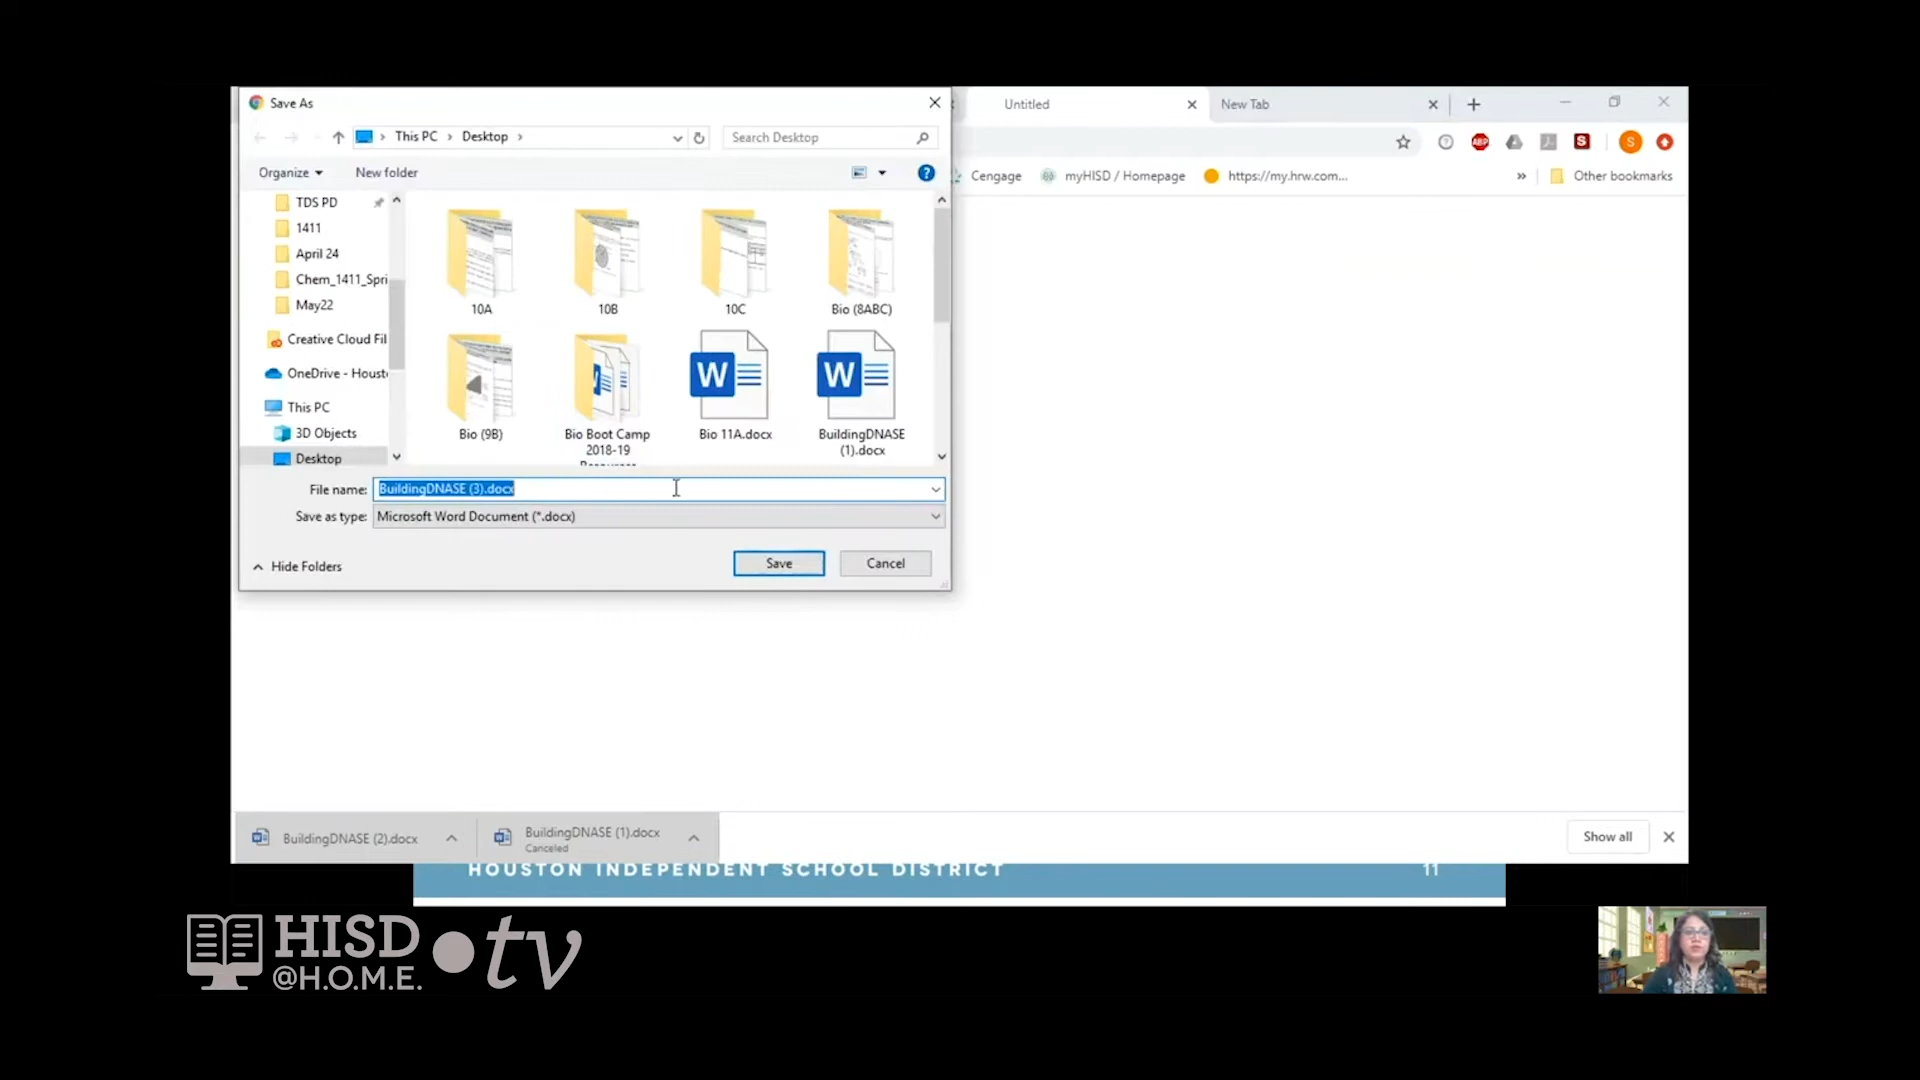 Save As
Untitled
New Tab
This PC
Desktop
Search Desktop
Organize
New folder
Cengage
myHISD / Homepage
https://my.hrw.com...
»
Other bookmarks
ABP
S
S
TDS PD
1411
April 24
Chem_1411_Spri
May22
Creative Cloud Fil
OneDrive - Houst
This PC
3D Objects
Desktop
10A
10B
10C
Bio (8ABC)
Bio (9B)
Bio Boot Camp
2018-19
Bio 11A.docx
BuildingDNASE
(1).docx
File name:
BuildingDNASE (3).docx
Save as type:
Microsoft Word Document (*.docx)
Hide Folders
Save
Cancel
BuildingDNASE (2).docx
BuildingDNASE (1).docx
Canceled
Show all
HOUSTON INDEPENDENT SCHOOL DISTRICT
11
HISD
@H.O.M.E.
tv